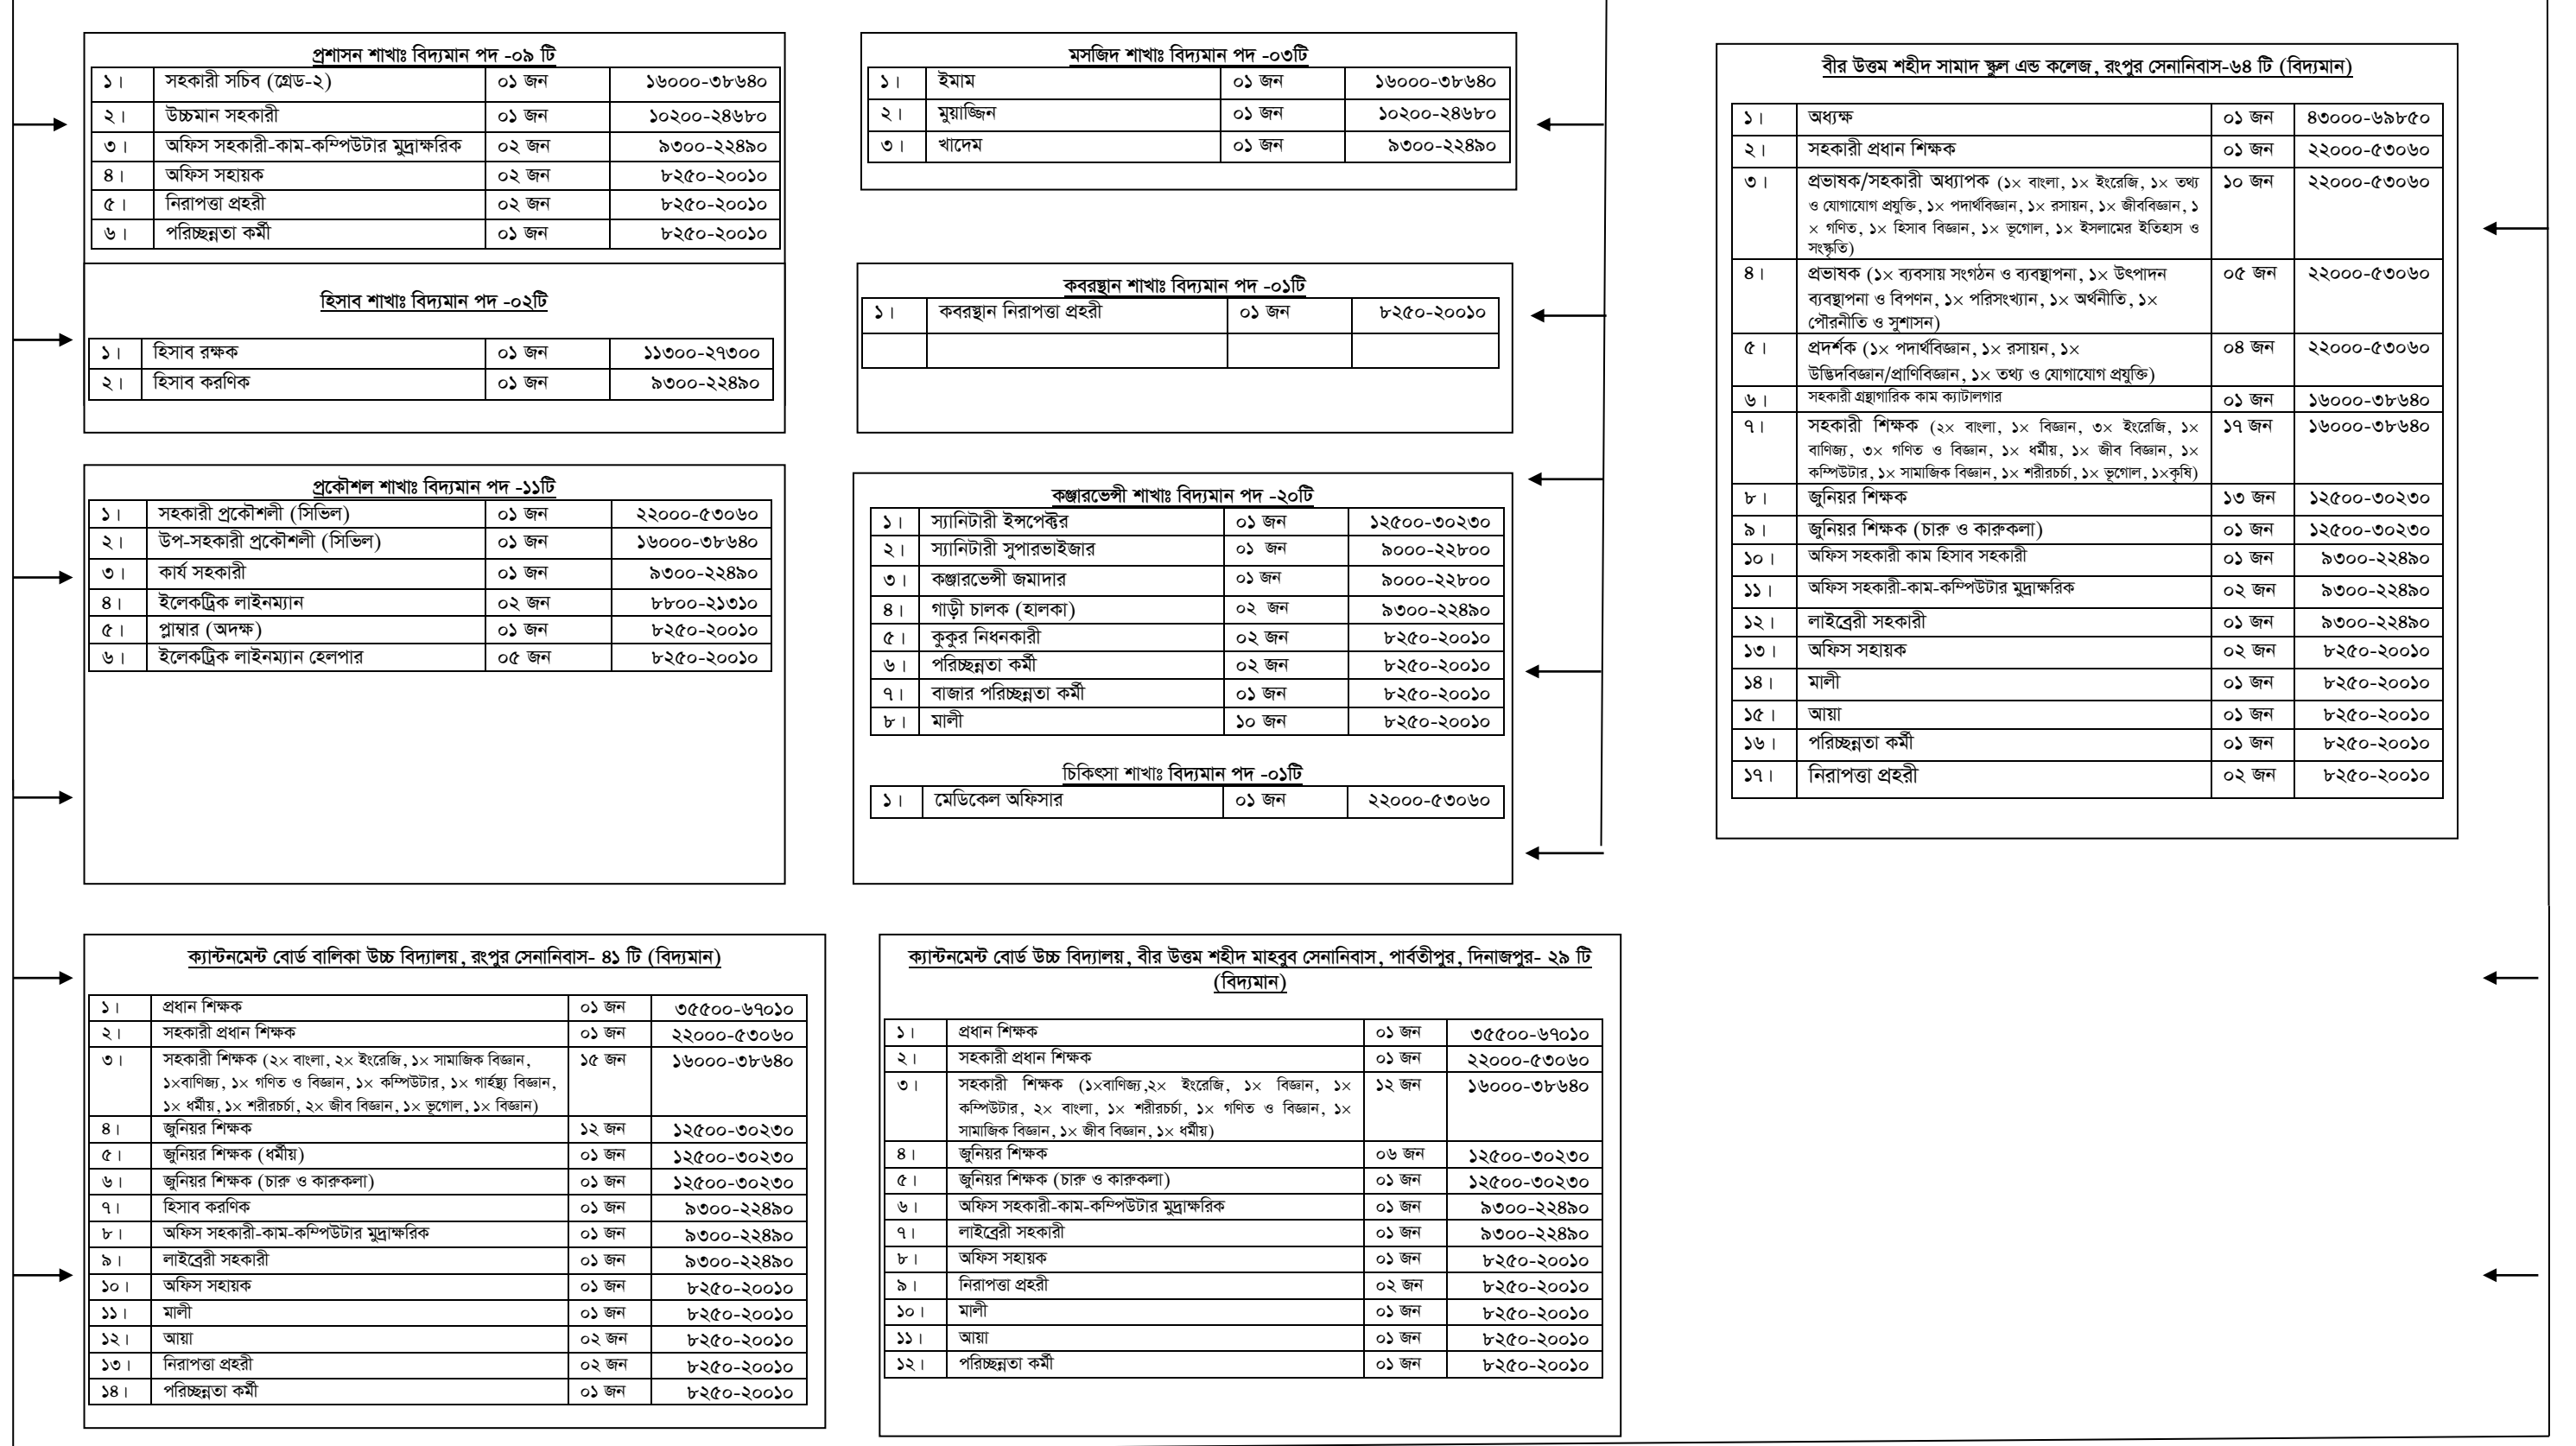 প্রশাসন শাখাঃ বিদ্যমান পদ -০৯ টি
১। সহকারী সচিব (গ্রেড-২) ০১ জন ১৬০০০-৩৮৬৪০
২। উচ্চমান সহকারী ০১ জন ১০২০০-২৪৬৮০
৩। অফিস সহকারী-কাম-কম্পিউটার মুদ্রাক্ষরিক ০২ জন ৯৩০০-২২৪৯০
৪। অফিস সহায়ক ০২ জন ৮২৫০-২০০১০
৫। নিরাপত্তা প্রহরী ০২ জন ৮২৫০-২০০১০
৬। পরিচ্ছন্নতা কর্মী ০১ জন ৮২৫০-২০০১০
হিসাব শাখাঃ বিদ্যমান পদ -০২টি
১। হিসাব রক্ষক ০১ জন ১১৩০০-২৭৩০০
২। হিসাব করণিক ০১ জন ৯৩০০-২২৪৯০
প্রকৌশল শাখাঃ বিদ্যমান পদ -১১টি
১। সহকারী প্রকৌশলী (সিভিল) ০১ জন ২২০০০-৫৩০৬০
২। উপ-সহকারী প্রকৌশলী (সিভিল) ০১ জন ১৬০০০-৩৮৬৪০
৩। কার্য সহকারী ০১ জন ৯৩০০-২২৪৯০
৪। ইলেকট্রিক লাইনম্যান ০২ জন ৮৮০০-২১৩১০
৫। প্লাম্বার (অদক্ষ) ০১ জন ৮২৫০-২০০১০
৬। ইলেকট্রিক লাইনম্যান হেলপার ০৫ জন ৮২৫০-২০০১০
মসজিদ শাখাঃ বিদ্যমান পদ -০৩টি
১। ইমাম ০১ জন ১৬০০০-৩৮৬৪০
২। মুয়াজ্জিন ০১ জন ১০২০০-২৪৬৮০
৩। খাদেম ০১ জন ৯৩০০-২২৪৯০
কবরস্থান শাখাঃ বিদ্যমান পদ -০১টি
১। কবরস্থান নিরাপত্তা প্রহরী ০১ জন ৮২৫০-২০০১০
কঞ্জারভেন্সী শাখাঃ বিদ্যমান পদ -২০টি
১। স্যানিটারী ইন্সপেক্টর ০১ জন ১২৫০০-৩০২৩০
২। স্যানিটারী সুপারভাইজার ০১ জন ৯০০০-২২৮০০
৩। কঞ্জারভেন্সী জমাদার ০১ জন ৯০০০-২২৮০০
৪। গাড়ী চালক (হালকা) ০২ জন ৯৩০০-২২৪৯০
৫। কুকুর নিধনকারী ০২ জন ৮২৫০-২০০১০
৬। পরিচ্ছন্নতা কর্মী ০২ জন ৮২৫০-২০০১০
৭। বাজার পরিচ্ছন্নতা কর্মী ০১ জন ৮২৫০-২০০১০
৮। মালী ১০ জন ৮২৫০-২০০১০
চিকিৎসা শাখাঃ বিদ্যমান পদ -০১টি
১। মেডিকেল অফিসার ০১ জন ২২০০০-৫৩০৬০
বীর উত্তম শহীদ সামাদ স্কুল এন্ড কলেজ, রংপুর সেনানিবাস-৬৪ টি (বিদ্যমান)
১। অধ্যক্ষ ০১ জন ৪৩০০০-৬৯৮৫০
২। সহকারী প্রধান শিক্ষক ০১ জন ২২০০০-৫৩০৬০
৩। প্রভাষক/সহকারী অধ্যাপক (১× বাংলা, ১× ইংরেজি, ১× তথ্য ১০ জন ২২০০০-৫৩০৬০
ও যোগাযোগ প্রযুক্তি, ১× পদার্থবিজ্ঞান, ১× রসায়ন, ১× জীববিজ্ঞান, ১
× গণিত, ১× হিসাব বিজ্ঞান, ১× ভূগোল, ১× ইসলামের ইতিহাস ও
সংষ্কৃতি)
৪। প্রভাষক (১× ব্যবসায় সংগঠন ও ব্যবস্থাপনা, ১× উৎপাদন ০৫ জন ২২০০০-৫৩০৬০
ব্যবস্থাপনা ও বিপণন, ১× পরিসংখ্যান, ১× অর্থনীতি, ১×
পৌরনীতি ও সুশাসন)
৫। প্রদর্শক (১× পদার্থবিজ্ঞান, ১× রসায়ন, ১× ০৪ জন ২২০০০-৫৩০৬০
উদ্ভিদবিজ্ঞান/প্রাণিবিজ্ঞান, ১× তথ্য ও যোগাযোগ প্রযুক্তি)
৬। সহকারী গ্রন্থাগারিক কাম ক্যাটালগার ০১ জন ১৬০০০-৩৮৬৪০
৭। সহকারী শিক্ষক (২× বাংলা, ১× বিজ্ঞান, ৩× ইংরেজি, ১× ১৭ জন ১৬০০০-৩৮৬৪০
বাণিজ্য, ৩× গণিত ও বিজ্ঞান, ১× ধর্মীয়, ১× জীব বিজ্ঞান, ১×
কম্পিউটার, ১× সামাজিক বিজ্ঞান, ১× শরীরচর্চা, ১× ভূগোল, ১×কৃষি)
৮। জুনিয়র শিক্ষক ১৩ জন ১২৫০০-৩০২৩০
৯। জুনিয়র শিক্ষক (চারু ও কারুকলা) ০১ জন ১২৫০০-৩০২৩০
১০। অফিস সহকারী কাম হিসাব সহকারী ০১ জন ৯৩০০-২২৪৯০
১১। অফিস সহকারী-কাম-কম্পিউটার মুদ্রাক্ষরিক ০২ জন ৯৩০০-২২৪৯০
১২। লাইব্রেরী সহকারী ০১ জন ৯৩০০-২২৪৯০
১৩। অফিস সহায়ক ০২ জন ৮২৫০-২০০১০
১৪। মালী ০১ জন ৮২৫০-২০০১০
১৫। আয়া ০১ জন ৮২৫০-২০০১০
১৬। পরিচ্ছন্নতা কর্মী ০১ জন ৮২৫০-২০০১০
১৭। নিরাপত্তা প্রহরী ০২ জন ৮২৫০-২০০১০
ক্যান্টনমেন্ট বোর্ড বালিকা উচ্চ বিদ্যালয়, রংপুর সেনানিবাস- ৪১ টি (বিদ্যমান)
১। প্রধান শিক্ষক ০১ জন ৩৫৫০০-৬৭০১০
২। সহকারী প্রধান শিক্ষক ০১ জন ২২০০০-৫৩০৬০
৩। সহকারী শিক্ষক (২× বাংলা, ২× ইংরেজি, ১× সামাজিক বিজ্ঞান, ১৫ জন ১৬০০০-৩৮৬৪০
১×বাণিজ্য, ১× গণিত ও বিজ্ঞান, ১× কম্পিউটার, ১× গার্হস্থ্য বিজ্ঞান,
১× ধর্মীয়, ১× শরীরচর্চা, ২× জীব বিজ্ঞান, ১× ভূগোল, ১× বিজ্ঞান)
৪। জুনিয়র শিক্ষক ১২ জন ১২৫০০-৩০২৩০
৫। জুনিয়র শিক্ষক (ধর্মীয়) ০১ জন ১২৫০০-৩০২৩০
৬। জুনিয়র শিক্ষক (চারু ও কারুকলা) ০১ জন ১২৫০০-৩০২৩০
৭। হিসাব করণিক ০১ জন ৯৩০০-২২৪৯০
৮। অফিস সহকারী-কাম-কম্পিউটার মুদ্রাক্ষরিক ০১ জন ৯৩০০-২২৪৯০
৯। লাইব্রেরী সহকারী ০১ জন ৯৩০০-২২৪৯০
১০। অফিস সহায়ক ০১ জন ৮২৫০-২০০১০
১১। মালী ০১ জন ৮২৫০-২০০১০
১২। আয়া ০২ জন ৮২৫০-২০০১০
১৩। নিরাপত্তা প্রহরী ০২ জন ৮২৫০-২০০১০
১৪। পরিচ্ছন্নতা কর্মী ০১ জন ৮২৫০-২০০১০
ক্যান্টনমেন্ট বোর্ড উচ্চ বিদ্যালয়, বীর উত্তম শহীদ মাহবুব সেনানিবাস, পার্বতীপুর, দিনাজপুর- ২৯ টি
(বিদ্যমান)
১। প্রধান শিক্ষক ০১ জন ৩৫৫০০-৬৭০১০
২। সহকারী প্রধান শিক্ষক ০১ জন ২২০০০-৫৩০৬০
৩। সহকারী শিক্ষক (১×বাণিজ্য,২× ইংরেজি, ১× বিজ্ঞান, ১× ১২ জন ১৬০০০-৩৮৬৪০
কম্পিউটার, ২× বাংলা, ১× শরীরচর্চা, ১× গণিত ও বিজ্ঞান, ১×
সামাজিক বিজ্ঞান, ১× জীব বিজ্ঞান, ১× ধর্মীয়)
৪। জুনিয়র শিক্ষক ০৬ জন ১২৫০০-৩০২৩০
৫। জুনিয়র শিক্ষক (চারু ও কারুকলা) ০১ জন ১২৫০০-৩০২৩০
৬। অফিস সহকারী-কাম-কম্পিউটার মুদ্রাক্ষরিক ০১ জন ৯৩০০-২২৪৯০
৭। লাইব্রেরী সহকারী ০১ জন ৯৩০০-২২৪৯০
৮। অফিস সহায়ক ০১ জন ৮২৫০-২০০১০
৯। নিরাপত্তা প্রহরী ০২ জন ৮২৫০-২০০১০
১০। মালী ০১ জন ৮২৫০-২০০১০
১১। আয়া ০১ জন ৮২৫০-২০০১০
১২। পরিচ্ছন্নতা কর্মী ০১ জন ৮২৫০-২০০১০